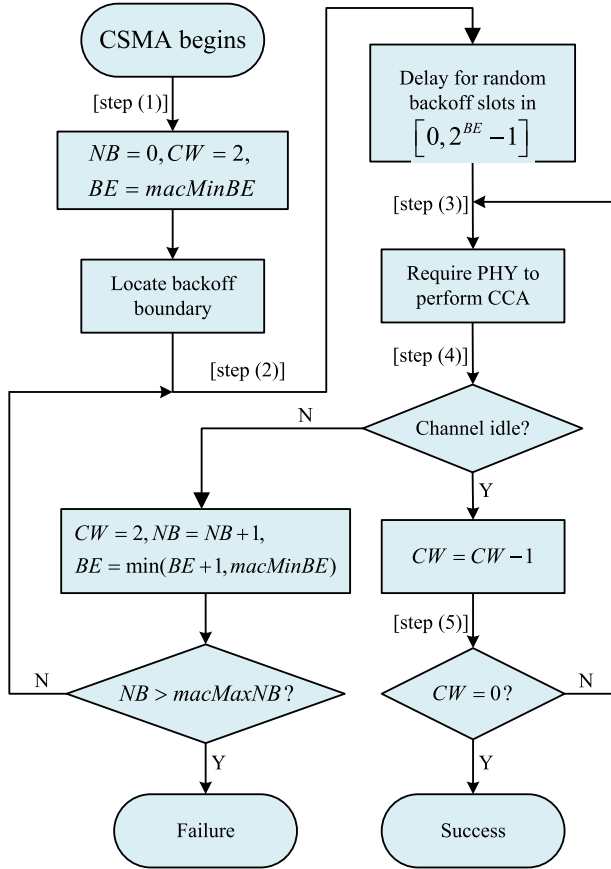 CSMA begins
[step (1)]
NB = 0, CW = 2,
BE = macMinBE
Locate backoff
boundary
[step (2)]
Delay for random
backoff slots in
[0, 2^{BE} − 1]
[step (3)]
Require PHY to
perform CCA
[step (4)]
Channel idle?
N
Y
CW = 2, NB = NB + 1,
BE = min(BE + 1, macMinBE)
CW = CW − 1
[step (5)]
NB > macMaxNB?
N
Y
CW = 0?
N
Y
Failure
Success